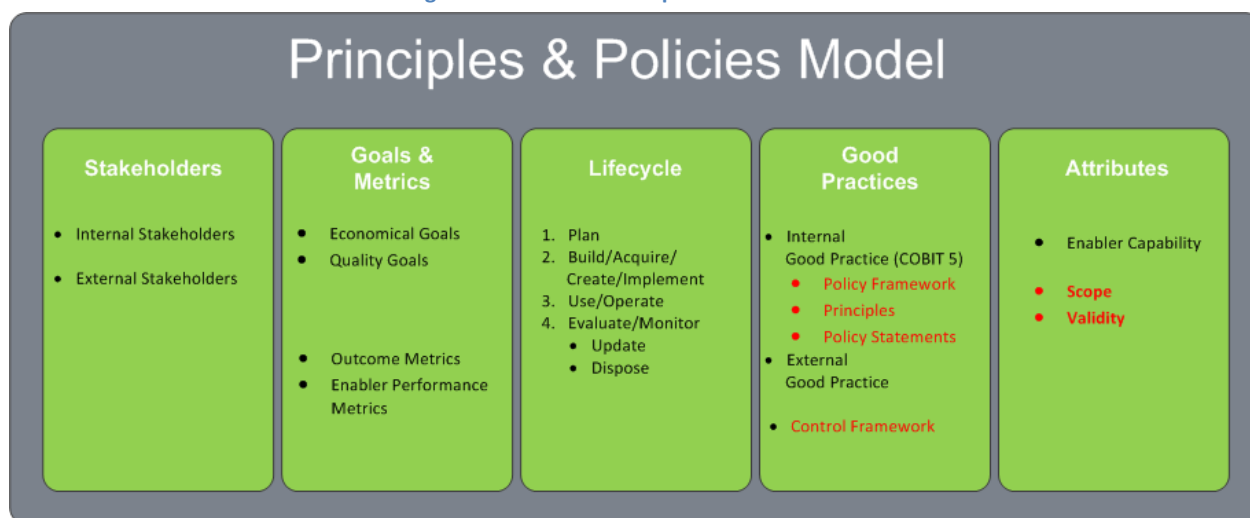 Principles & Policies Model
Stakeholders
• Internal Stakeholders
• External Stakeholders
Goals &
Metrics
• Economical Goals
• Quality Goals
• Outcome Metrics
• Enabler Performance
Metrics
Lifecycle
1. Plan
2. Build/Acquire/
Create/Implement
3. Use/Operate
4. Evaluate/Monitor
• Update
• Dispose
Good
Practices
• Internal
Good Practice (COBIT 5)
• Policy Framework
• Principles
• Policy Statements
• External
Good Practice
• Control Framework
Attributes
• Enabler Capability
• Scope
• Validity